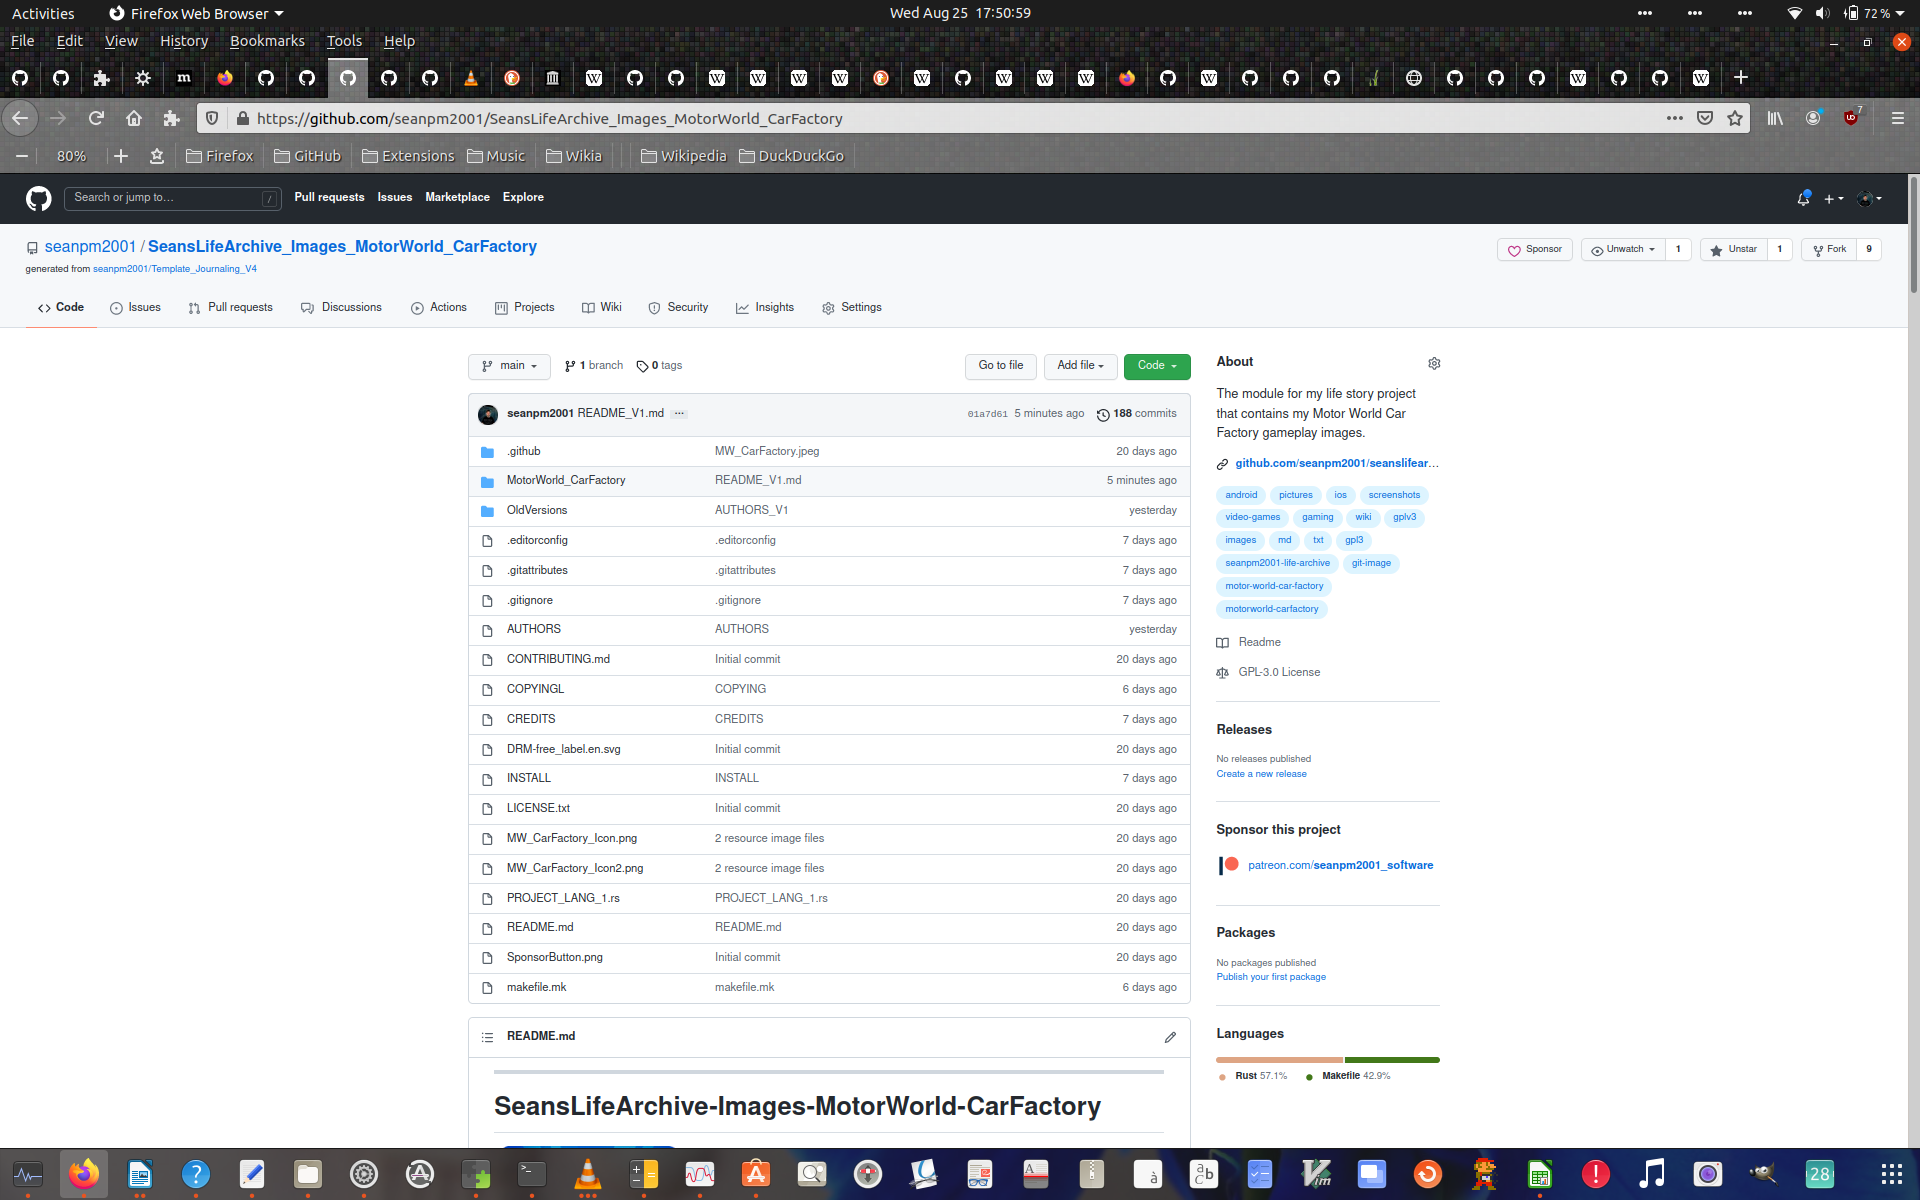 Activities Firefox Web Browser Wed Aug 25 17:50:59 72 %
File Edit View History Bookmarks Tools Help
https://github.com/seanpm2001/SeansLifeArchive_Images_MotorWorld_CarFactory 7
80% Firefox GitHub Extensions Music Wikia Wikipedia DuckDuckGo
Search or jump to… / Pull requests Issues Marketplace Explore
seanpm2001 / SeansLifeArchive_Images_MotorWorld_CarFactory Sponsor Unwatch 1 Unstar 1 Fork 9
generated from seanpm2001/Template_Journaling_V4
Code Issues Pull requests Discussions Actions Projects Wiki Security Insights Settings
main 1 branch 0 tags Go to file Add file Code
seanpm2001 README_V1.md ... 01a7d61 5 minutes ago 188 commits
.github MW_CarFactory.jpeg 20 days ago
MotorWorld_CarFactory README_V1.md 5 minutes ago
OldVersions AUTHORS_V1 yesterday
.editorconfig .editorconfig 7 days ago
.gitattributes .gitattributes 7 days ago
.gitignore .gitignore 7 days ago
AUTHORS AUTHORS yesterday
CONTRIBUTING.md Initial commit 20 days ago
COPYINGL COPYING 6 days ago
CREDITS CREDITS 7 days ago
DRM-free_label.en.svg Initial commit 20 days ago
INSTALL INSTALL 7 days ago
LICENSE.txt Initial commit 20 days ago
MW_CarFactory_Icon.png 2 resource image files 20 days ago
MW_CarFactory_Icon2.png 2 resource image files 20 days ago
PROJECT_LANG_1.rs PROJECT_LANG_1.rs 20 days ago
README.md README.md 20 days ago
SponsorButton.png Initial commit 20 days ago
makefile.mk makefile.mk 6 days ago
README.md
SeansLifeArchive-Images-MotorWorld-CarFactory
About
The module for my life story project
that contains my Motor World Car
Factory gameplay images.
github.com/seanpm2001/seanslifear...
android pictures ios screenshots
video-games gaming wiki gplv3
images md txt gpl3
seanpm2001-life-archive git-image
motor-world-car-factory
motorworld-carfactory
Readme
GPL-3.0 License
Releases
No releases published
Create a new release
Sponsor this project
patreon.com/seanpm2001_software
Packages
No packages published
Publish your first package
Languages
Rust 57.1% Makefile 42.9%
28